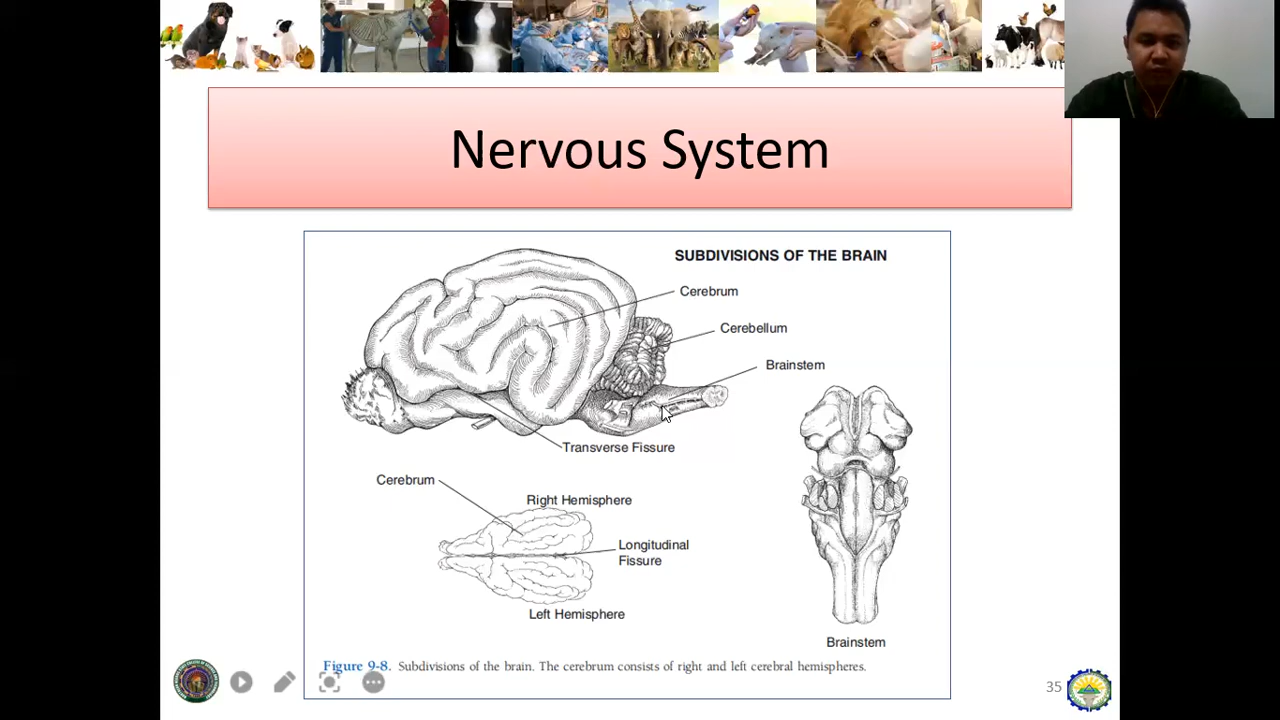 Nervous System
SUBDIVISIONS OF THE BRAIN
Cerebrum
Cerebellum
Brainstem
Transverse Fissure
Cerebrum
Right Hemisphere
Longitudinal
Fissure
Left Hemisphere
Brainstem
Figure 9-8. Subdivisions of the brain. The cerebrum consists of right and left cerebral hemispheres.
35